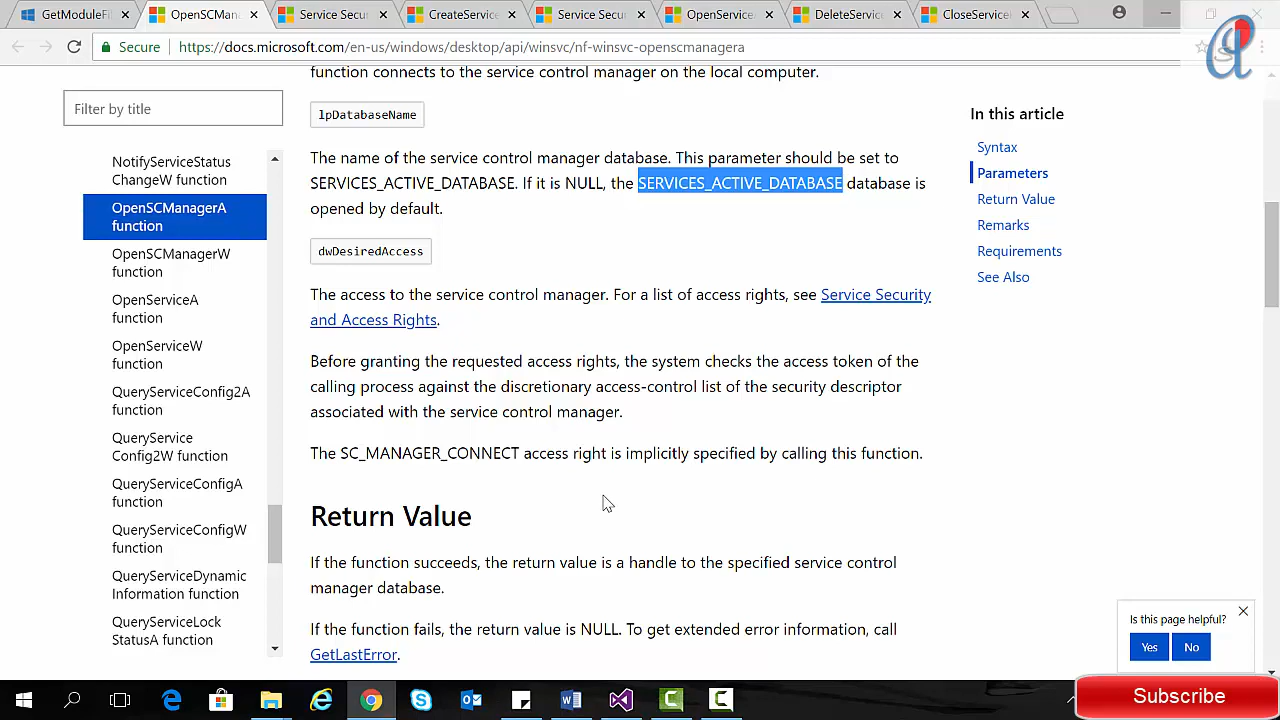 GetModuleFi
OpenSCMan
Service Secur
CreateService
Service Secu
OpenService
DeleteService
CloseService
Secure
https://docs.microsoft.com/en-us/windows/desktop/api/winsvc/nf-winsvc-openscmanagera
function connects to the service control manager on the local computer.
Filter by title
NotifyServiceStatus
ChangeW function
OpenSCManagerA
function
OpenSCManagerW
function
OpenServiceA
function
OpenServiceW
function
QueryServiceConfig2A
function
QueryService
Config2W function
QueryServiceConfigA
function
QueryServiceConfigW
function
QueryServiceDynamic
Information function
QueryServiceLock
StatusA function
lpDatabaseName
The name of the service control manager database. This parameter should be set to
SERVICES_ACTIVE_DATABASE. If it is NULL, the SERVICES_ACTIVE_DATABASE database is
opened by default.
dwDesiredAccess
The access to the service control manager. For a list of access rights, see Service Security
and Access Rights.
Before granting the requested access rights, the system checks the access token of the
calling process against the discretionary access-control list of the security descriptor
associated with the service control manager.
The SC_MANAGER_CONNECT access right is implicitly specified by calling this function.
Return Value
If the function succeeds, the return value is a handle to the specified service control
manager database.
If the function fails, the return value is NULL. To get extended error information, call
GetLastError.
In this article
Syntax
Parameters
Return Value
Remarks
Requirements
See Also
Is this page helpful?
Yes
No
Subscribe